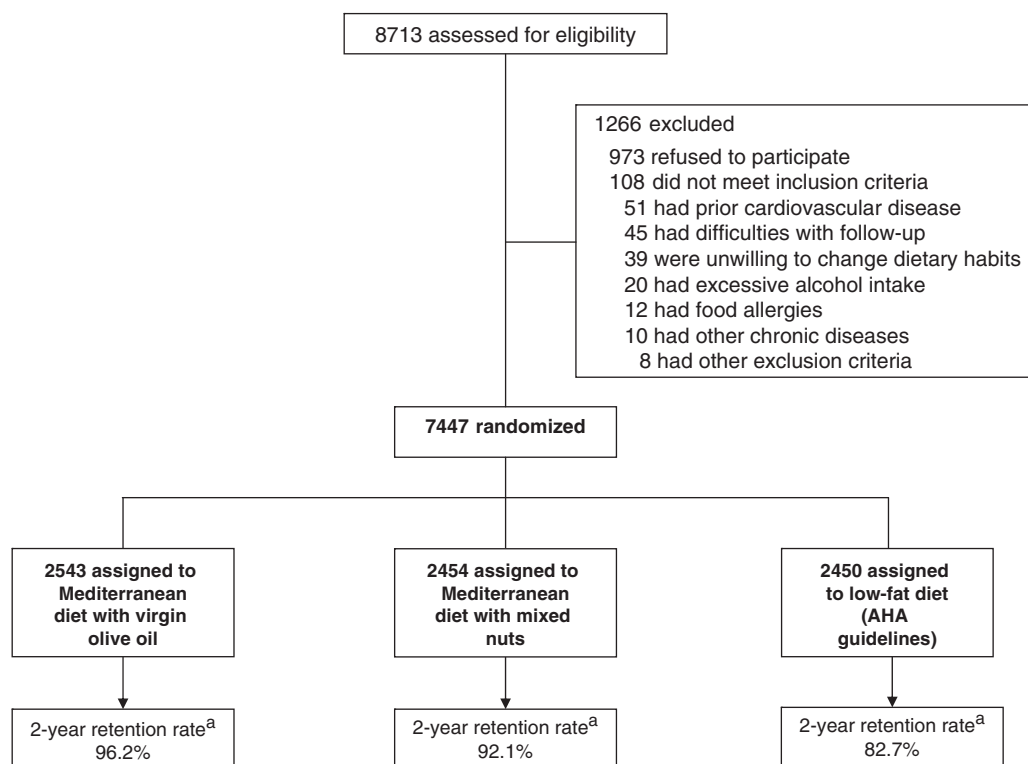 8713 assessed for eligibility
1266 excluded
973 refused to participate
108 did not meet inclusion criteria
51 had prior cardiovascular disease
45 had difficulties with follow-up
39 were unwilling to change dietary habits
20 had excessive alcohol intake
12 had food allergies
10 had other chronic diseases
8 had other exclusion criteria
7447 randomized
2543 assigned to
Mediterranean
diet with virgin
olive oil
2454 assigned to
Mediterranean
diet with mixed
nuts
2450 assigned
to low-fat diet
(AHA
guidelines)
2-year retention rateᵃ
96.2%
2-year retention rateᵃ
92.1%
2-year retention rateᵃ
82.7%